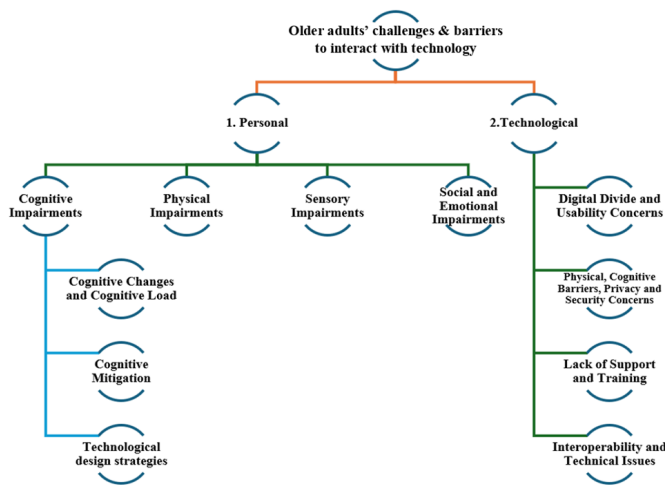 Older adults' challenges & barriers
to interact with technology
1. Personal
2.Technological
Cognitive
Impairments
Physical
Impairments
Sensory
Impairments
Social and
Emotional
Impairments
Cognitive Changes
and Cognitive Load
Cognitive
Mitigation
Technological
design strategies
Digital Divide and
Usability Concerns
Physical, Cognitive
Barriers, Privacy and
Security Concerns
Lack of Support
and Training
Interoperability and
Technical Issues